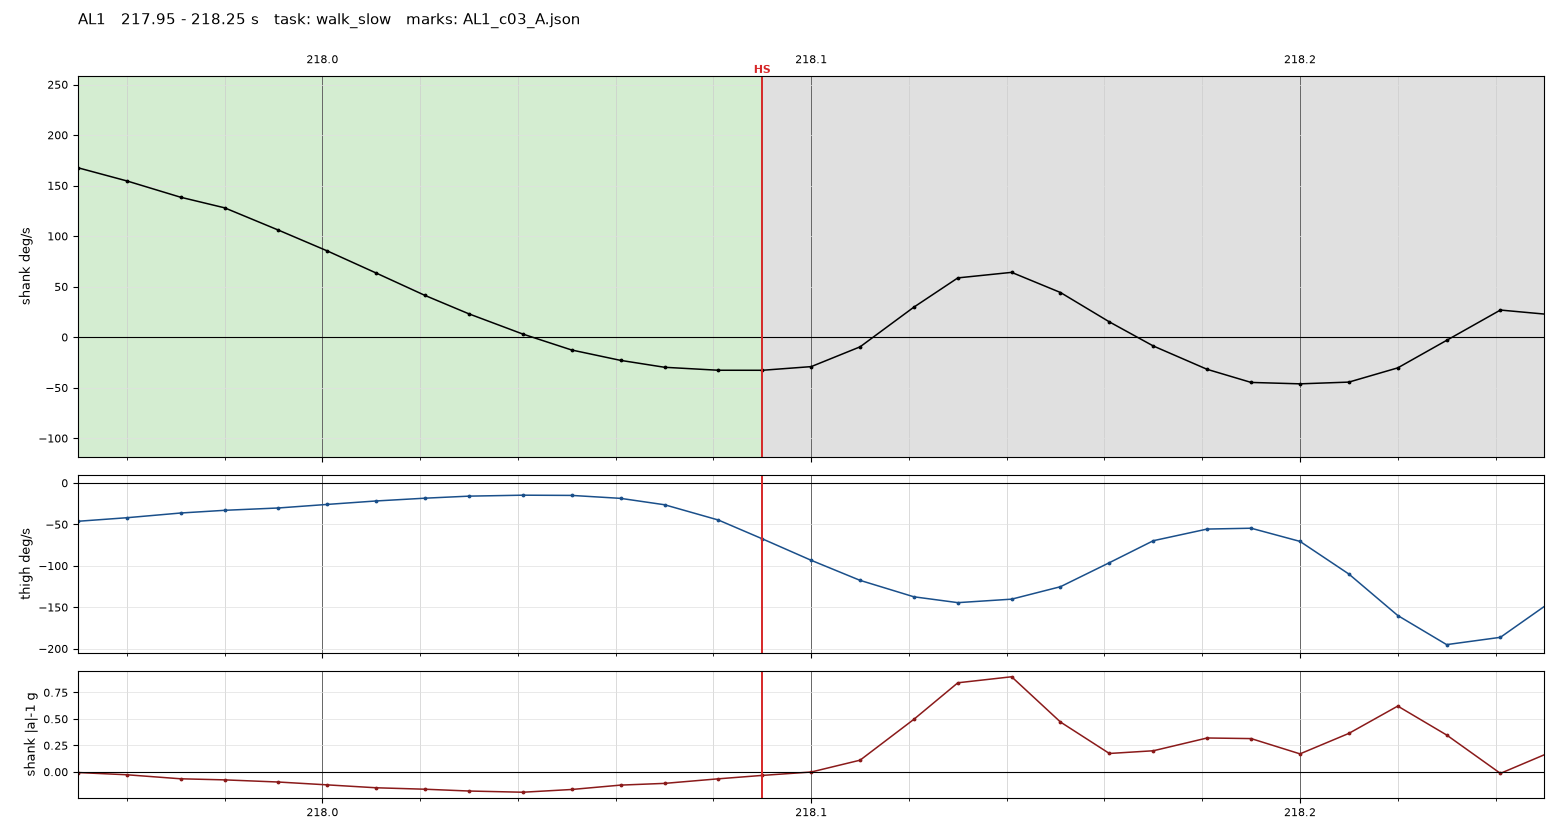 AL1   217.95 - 218.25 s   task: walk_slow   marks: AL1_c03_A.json
218.0 218.1 218.2
HS
250
200
150
100
50
0
−50
−100
shank deg/s
0
−50
−100
−150
−200
thigh deg/s
0.75
0.50
0.25
0.00
shank |a|-1 g
218.0 218.1 218.2